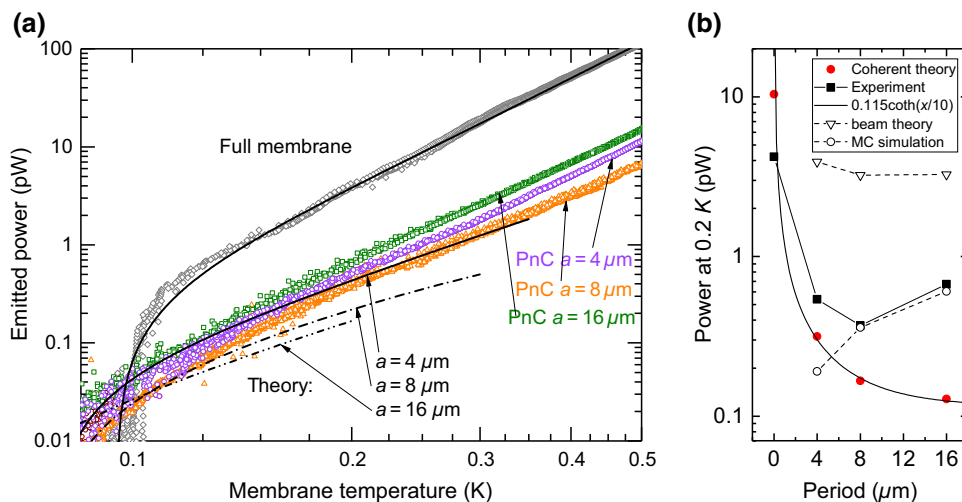 (a)
100
10
1
0.1
0.01
Emitted power (pW)
Full membrane
PnC a = 4 µm
PnC a = 8 µm
PnC a = 16 µm
Theory:
a = 4 µm
a = 8 µm
a = 16 µm
0.1
0.2
0.3
0.4
0.5
Membrane temperature (K)
(b)
10
1
0.1
Power at 0.2 K (pW)
Coherent theory
Experiment
0.115coth(x/10)
beam theory
MC simulation
0 4 8 12 16
Period (µm)